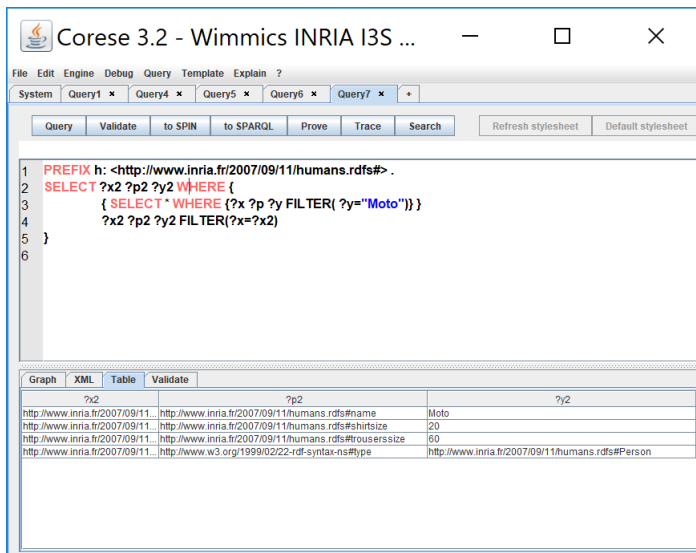 Corese 3.2 - Wimmics INRIA I3S ...
File Edit Engine Debug Query Template Explain ?
System Query1 × Query4 × Query5 × Query6 × Query7 × +
Query Validate to SPIN to SPARQL Prove Trace Search Refresh stylesheet Default stylesheet
1 PREFIX h: <http://www.inria.fr/2007/09/11/humans.rdfs#> .
2 SELECT ?x2 ?p2 ?y2 WHERE {
3 { SELECT * WHERE {?x ?p ?y FILTER( ?y="Moto")} }
4 ?x2 ?p2 ?y2 FILTER(?x=?x2)
5 }
6
Graph XML Table Validate
?x2 ?p2 ?y2
http://www.inria.fr/2007/09/11... http://www.inria.fr/2007/09/11/humans.rdfs#name Moto
http://www.inria.fr/2007/09/11... http://www.inria.fr/2007/09/11/humans.rdfs#shirtsize 20
http://www.inria.fr/2007/09/11... http://www.inria.fr/2007/09/11/humans.rdfs#trouserssize 60
http://www.inria.fr/2007/09/11... http://www.w3.org/1999/02/22-rdf-syntax-ns#type http://www.inria.fr/2007/09/11/humans.rdfs#Person